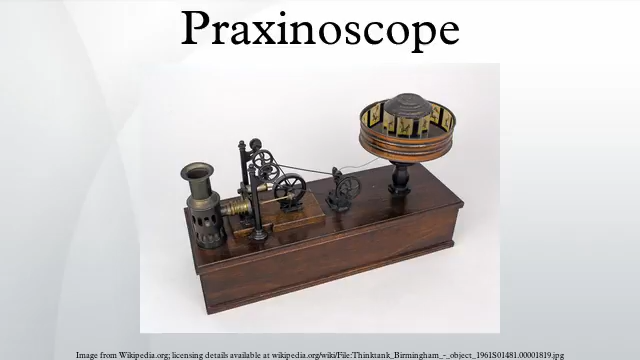 Praxinoscope
Image from Wikipedia.org; licensing details available at wikipedia.org/wiki/File:Thinktank_Birmingham_-_object_1961S01481.00001819.jpg